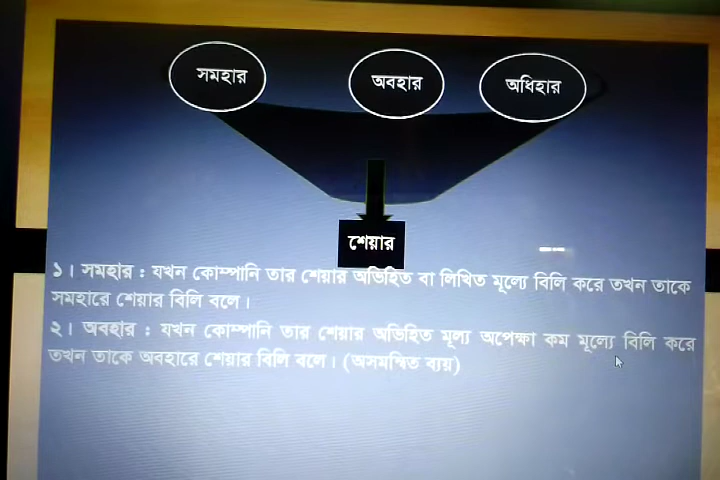 সমহার
অবহার
অধিহার
শেয়ার
১। সমহার : যখন কোম্পানি তার শেয়ার অভিহিত বা লিখিত মূল্যে বিলি করে তখন তাকে
সমহারে শেয়ার বিলি বলে।
২। অবহার : যখন কোম্পানি তার শেয়ার অভিহিত মূল্য অপেক্ষা কম মূল্যে বিলি করে
তখন তাকে অবহারে শেয়ার বিলি বলে। (অসমন্বিত ব্যয়)